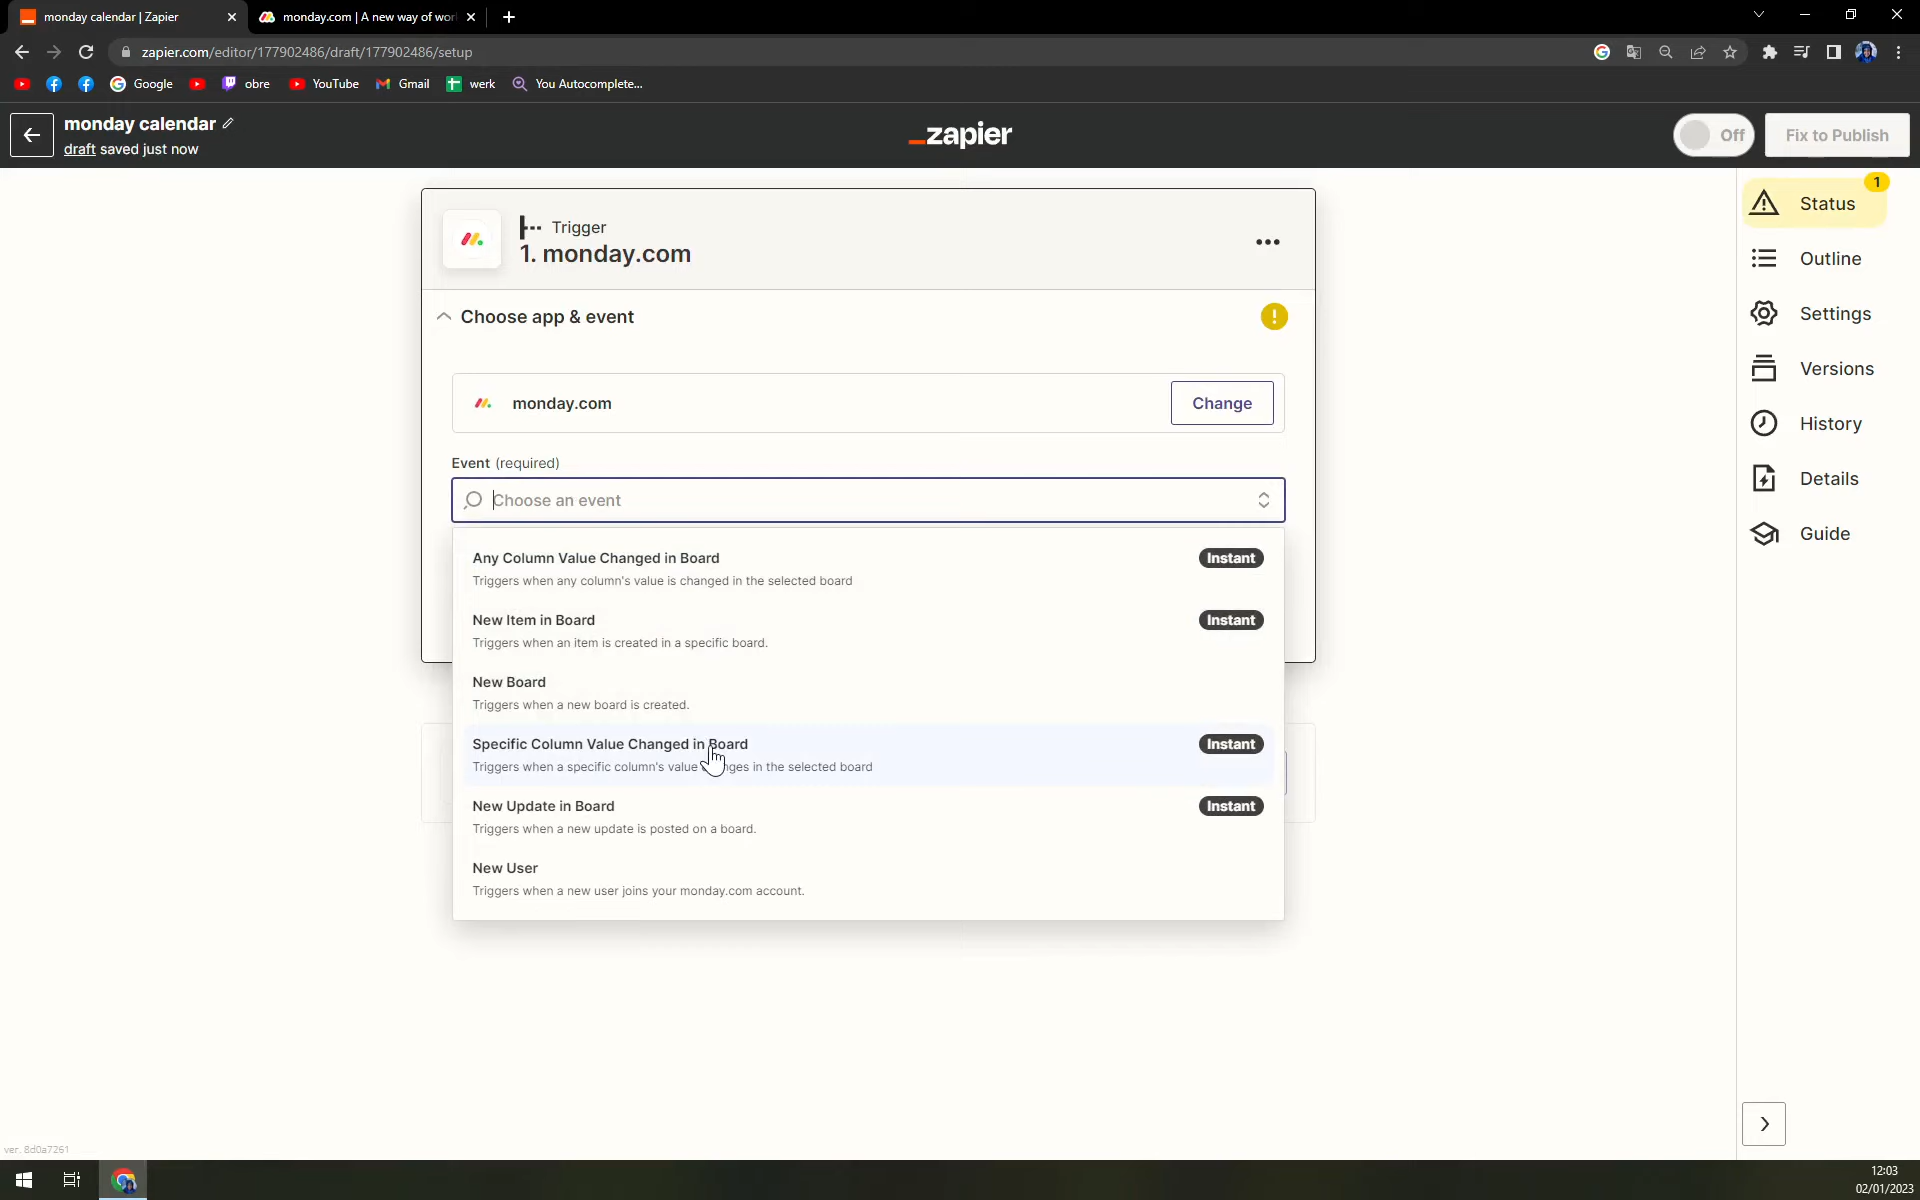 monday calendar | Zapier
monday.com | A new way of wor
zapier.com/editor/177902486/draft/177902486/setup
Google
obre
YouTube
Gmail
werk
You Autocomplete...
monday calendar
draft saved just now
zapier
Off
Fix to Publish
Trigger
1. monday.com
Choose app & event
monday.com
Change
Event (required)
Choose an event
Any Column Value Changed in Board
Instant
Triggers when any column's value is changed in the selected board
New Item in Board
Instant
Triggers when an item is created in a specific board.
New Board
Triggers when a new board is created.
Specific Column Value Changed in Board
Instant
Triggers when a specific column's value in the selected board
New Update in Board
Instant
Triggers when a new update is posted on a board.
New User
Triggers when a new user joins your monday.com account.
1
Status
Outline
Settings
Versions
History
Details
Guide
ver. 8d0a7261
12:03
02/01/2023